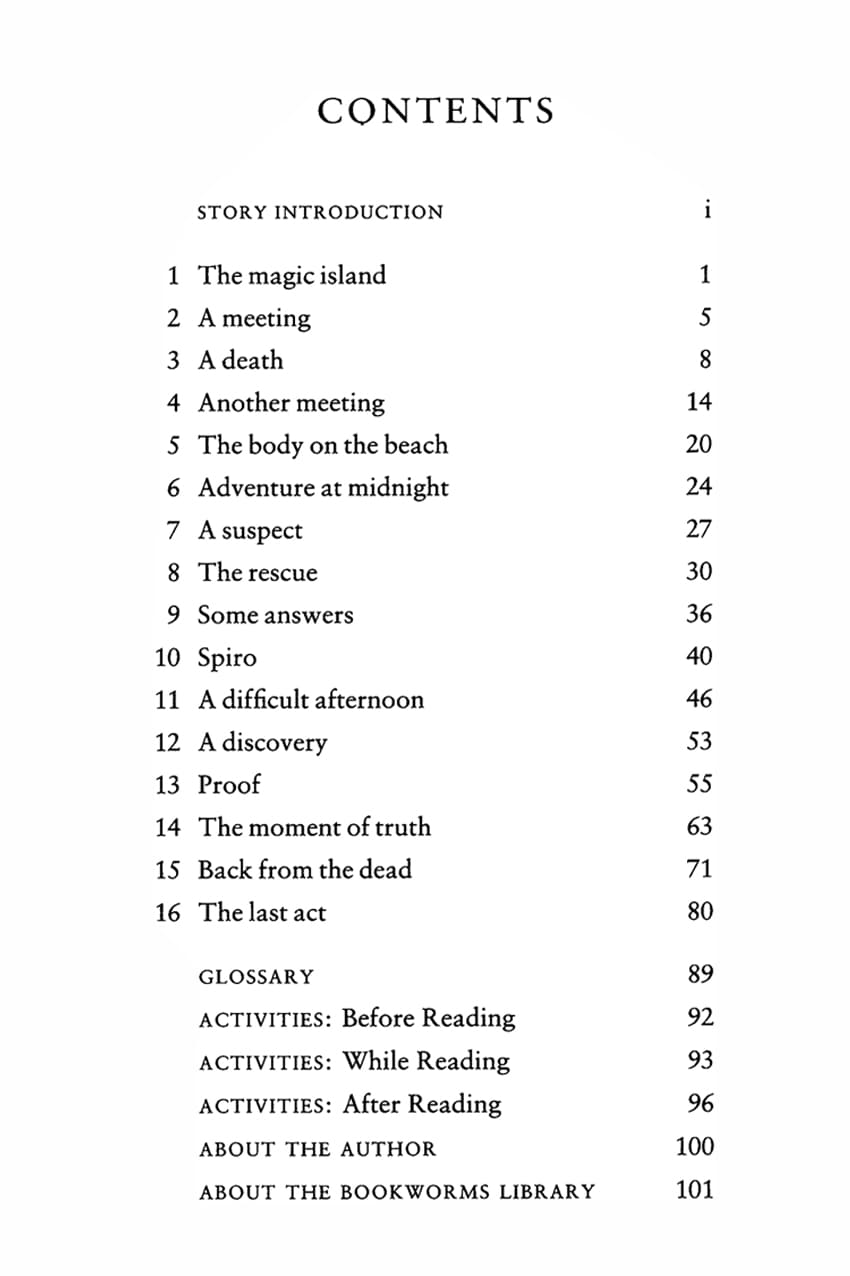 CONTENTS
STORY INTRODUCTION i
1 The magic island 1
2 A meeting 5
3 A death 8
4 Another meeting 14
5 The body on the beach 20
6 Adventure at midnight 24
7 A suspect 27
8 The rescue 30
9 Some answers 36
10 Spiro 40
11 A difficult afternoon 46
12 A discovery 53
13 Proof 55
14 The moment of truth 63
15 Back from the dead 71
16 The last act 80
GLOSSARY 89
ACTIVITIES: Before Reading 92
ACTIVITIES: While Reading 93
ACTIVITIES: After Reading 96
ABOUT THE AUTHOR 100
ABOUT THE BOOKWORMS LIBRARY 101